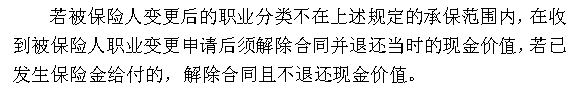 若被保险人变更后的职业分类不在上述规定的承保范围内，在收
到被保险人职业变更申请后须解除合同并退还当时的现金价值，若已
发生保险金给付的，解除合同且不退还现金价值。